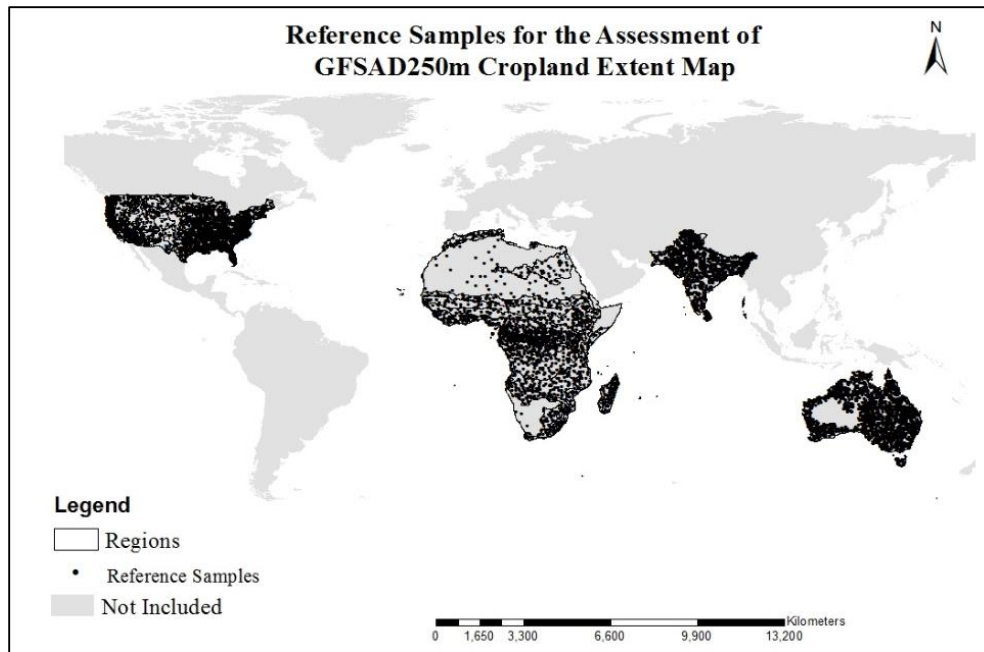 Reference Samples for the Assessment of
GFSAD250m Cropland Extent Map
N
Legend
Regions
Reference Samples
Not Included
Kilometers
0 1,650 3,300 6,600 9,900 13,200